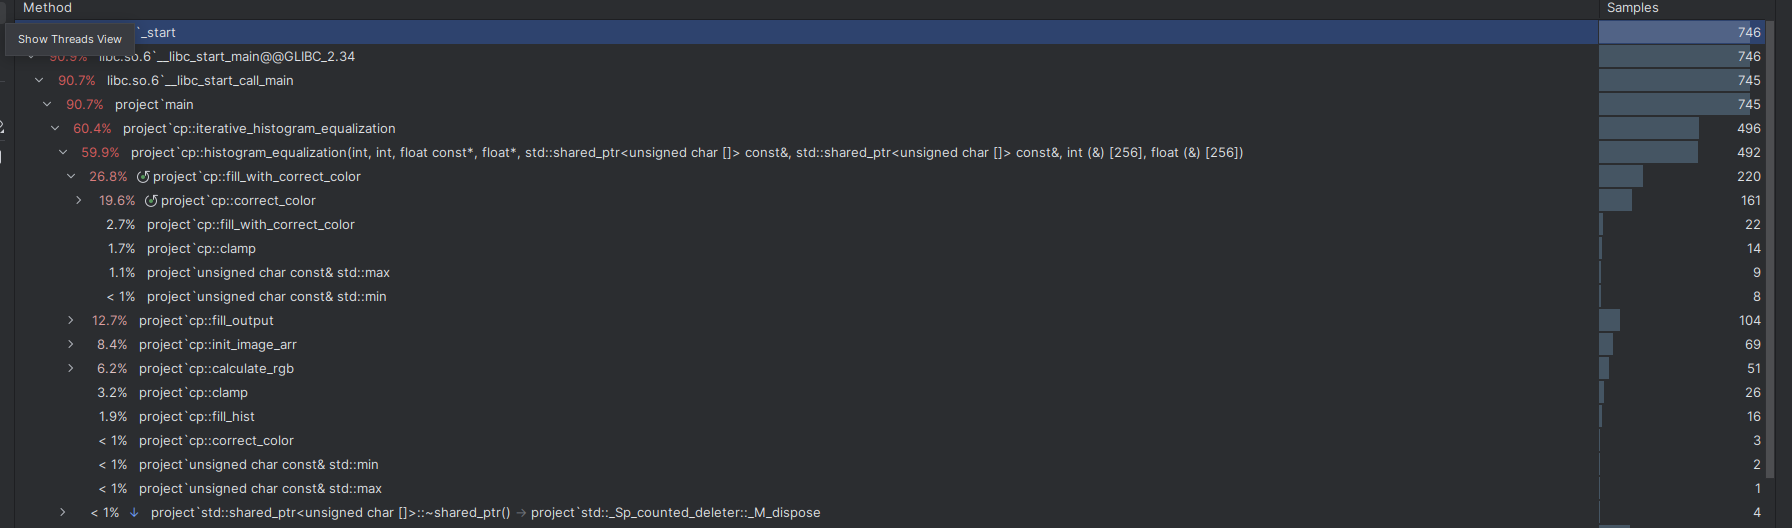 Method Samples
Show Threads View `_start 746
90.9% libc.so.6`__libc_start_main@@GLIBC_2.34 746
90.7% libc.so.6`__libc_start_call_main 745
90.7% project`main 745
60.4% project`cp::iterative_histogram_equalization 496
59.9% project`cp::histogram_equalization(int, int, float const*, float*, std::shared_ptr<unsigned char []> const&, std::shared_ptr<unsigned char []> const&, int (&) [256], float (&) [256]) 492
26.8% project`cp::fill_with_correct_color 220
19.6% project`cp::correct_color 161
2.7% project`cp::fill_with_correct_color 22
1.7% project`cp::clamp 14
1.1% project`unsigned char const& std::max 9
< 1% project`unsigned char const& std::min 8
12.7% project`cp::fill_output 104
8.4% project`cp::init_image_arr 69
6.2% project`cp::calculate_rgb 51
3.2% project`cp::clamp 26
1.9% project`cp::fill_hist 16
< 1% project`cp::correct_color 3
< 1% project`unsigned char const& std::min 2
< 1% project`unsigned char const& std::max 1
< 1% ↓ project`std::shared_ptr<unsigned char []>::~shared_ptr() → project`std::_Sp_counted_deleter::_M_dispose 4